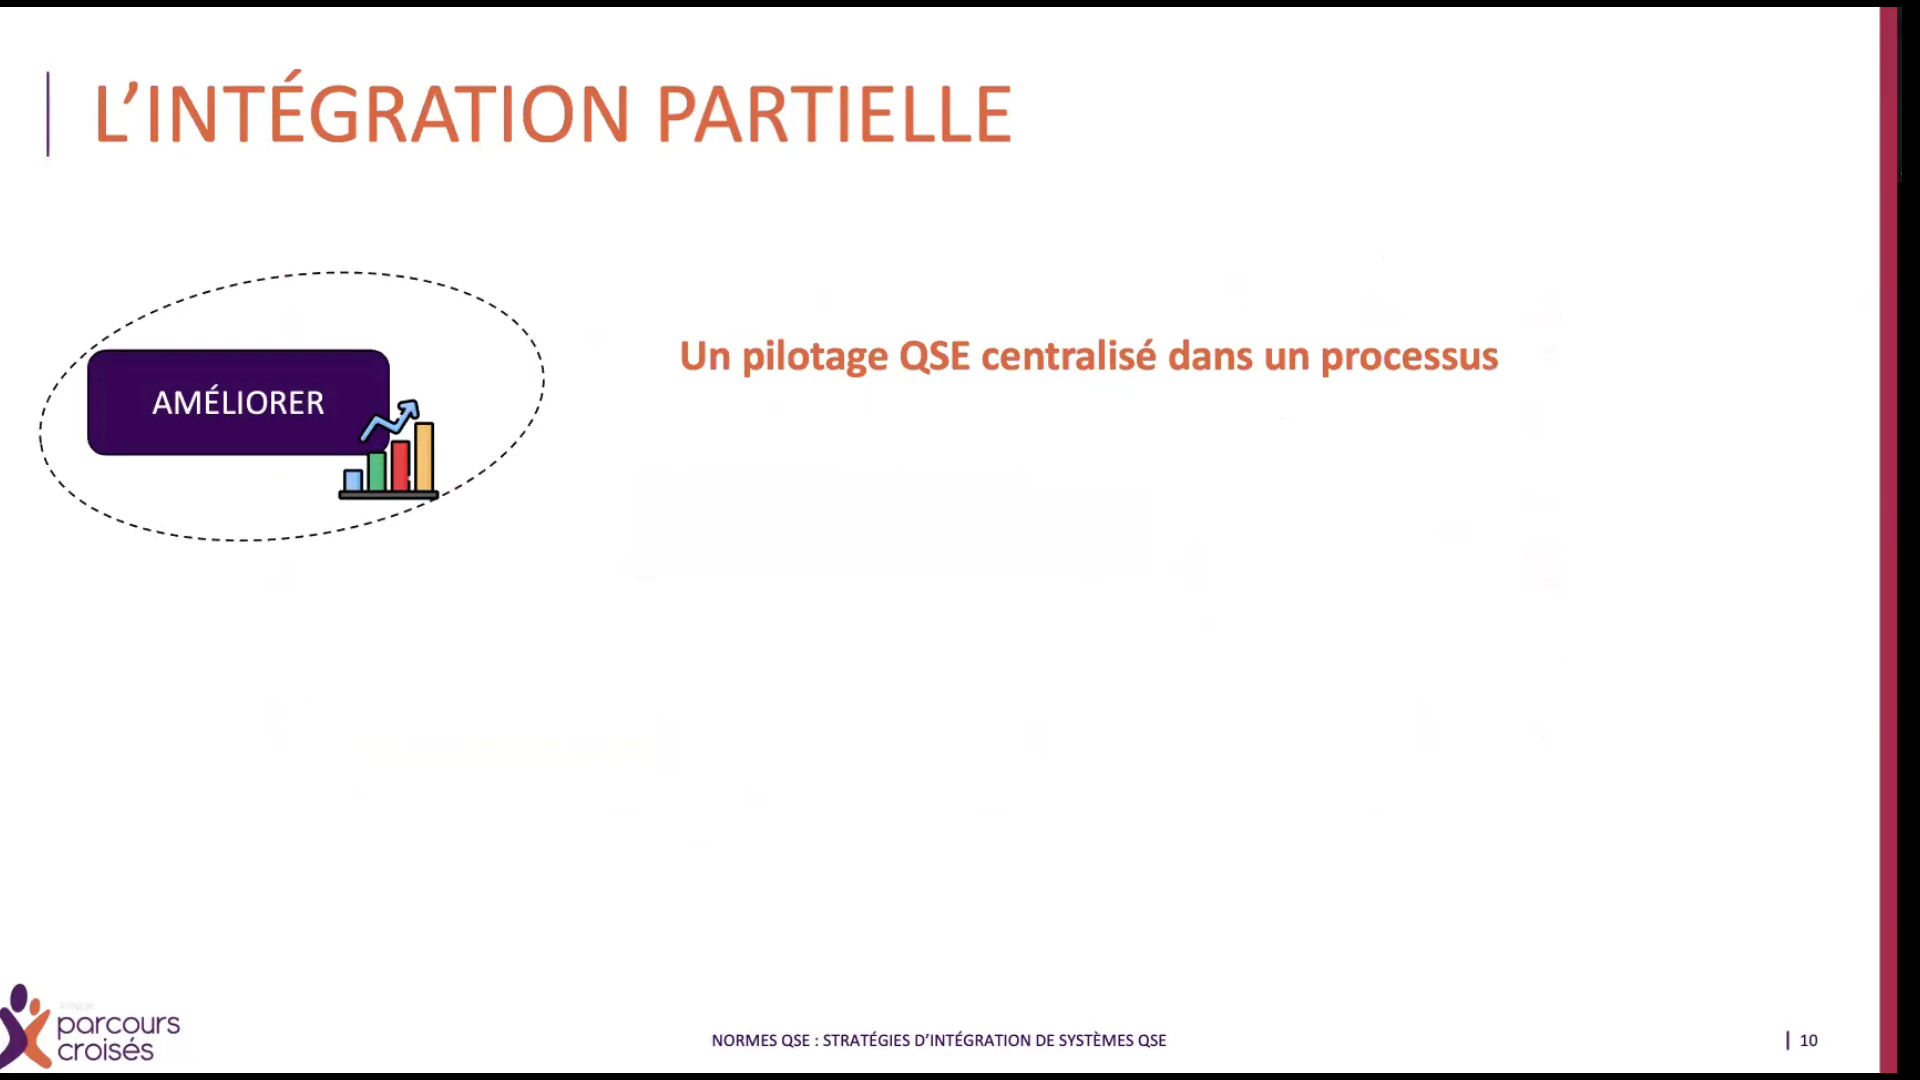 L’INTÉGRATION PARTIELLE
AMÉLIORER
Un pilotage QSE centralisé dans un processus
parcours
croisés
NORMES QSE : STRATÉGIES D’INTÉGRATION DE SYSTÈMES QSE
10